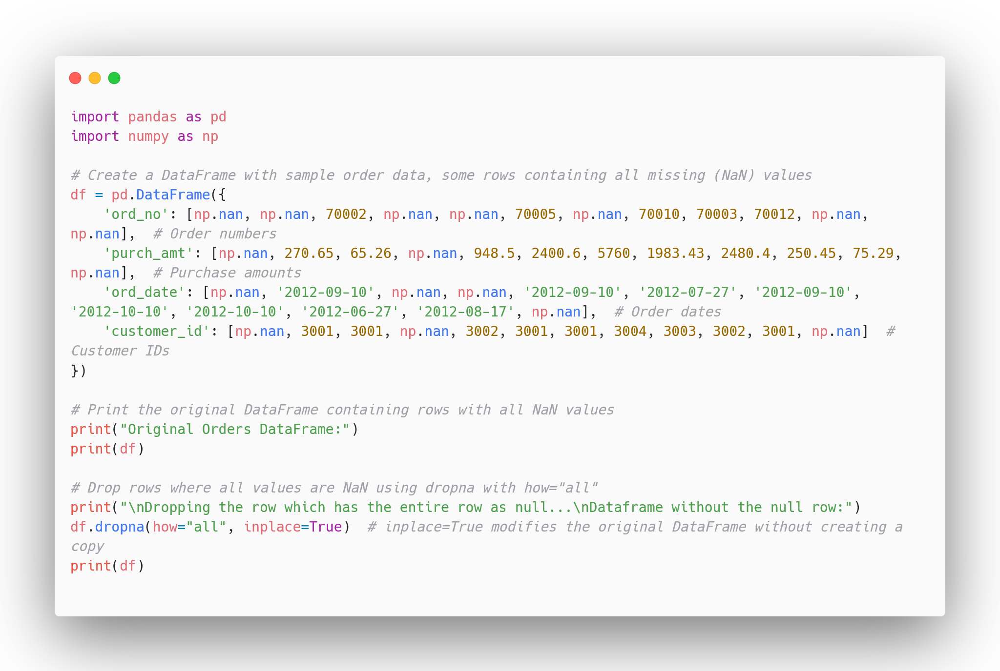 import pandas as pd
import numpy as np

# Create a DataFrame with sample order data, some rows containing all missing (NaN) values
df = pd.DataFrame({
    'ord_no': [np.nan, np.nan, 70002, np.nan, np.nan, 70005, np.nan, 70010, 70003, 70012, np.nan,
np.nan],  # Order numbers
    'purch_amt': [np.nan, 270.65, 65.26, np.nan, 948.5, 2400.6, 5760, 1983.43, 2480.4, 250.45, 75.29,
np.nan],  # Purchase amounts
    'ord_date': [np.nan, '2012-09-10', np.nan, np.nan, '2012-09-10', '2012-07-27', '2012-09-10',
'2012-10-10', '2012-10-10', '2012-06-27', '2012-08-17', np.nan],  # Order dates
    'customer_id': [np.nan, 3001, 3001, np.nan, 3002, 3001, 3001, 3004, 3003, 3002, 3001, np.nan]  #
Customer IDs
})

# Print the original DataFrame containing rows with all NaN values
print("Original Orders DataFrame:")
print(df)

# Drop rows where all values are NaN using dropna with how="all"
print("\nDropping the row which has the entire row as null...\nDataframe without the null row:")
df.dropna(how="all", inplace=True)  # inplace=True modifies the original DataFrame without creating a
copy
print(df)